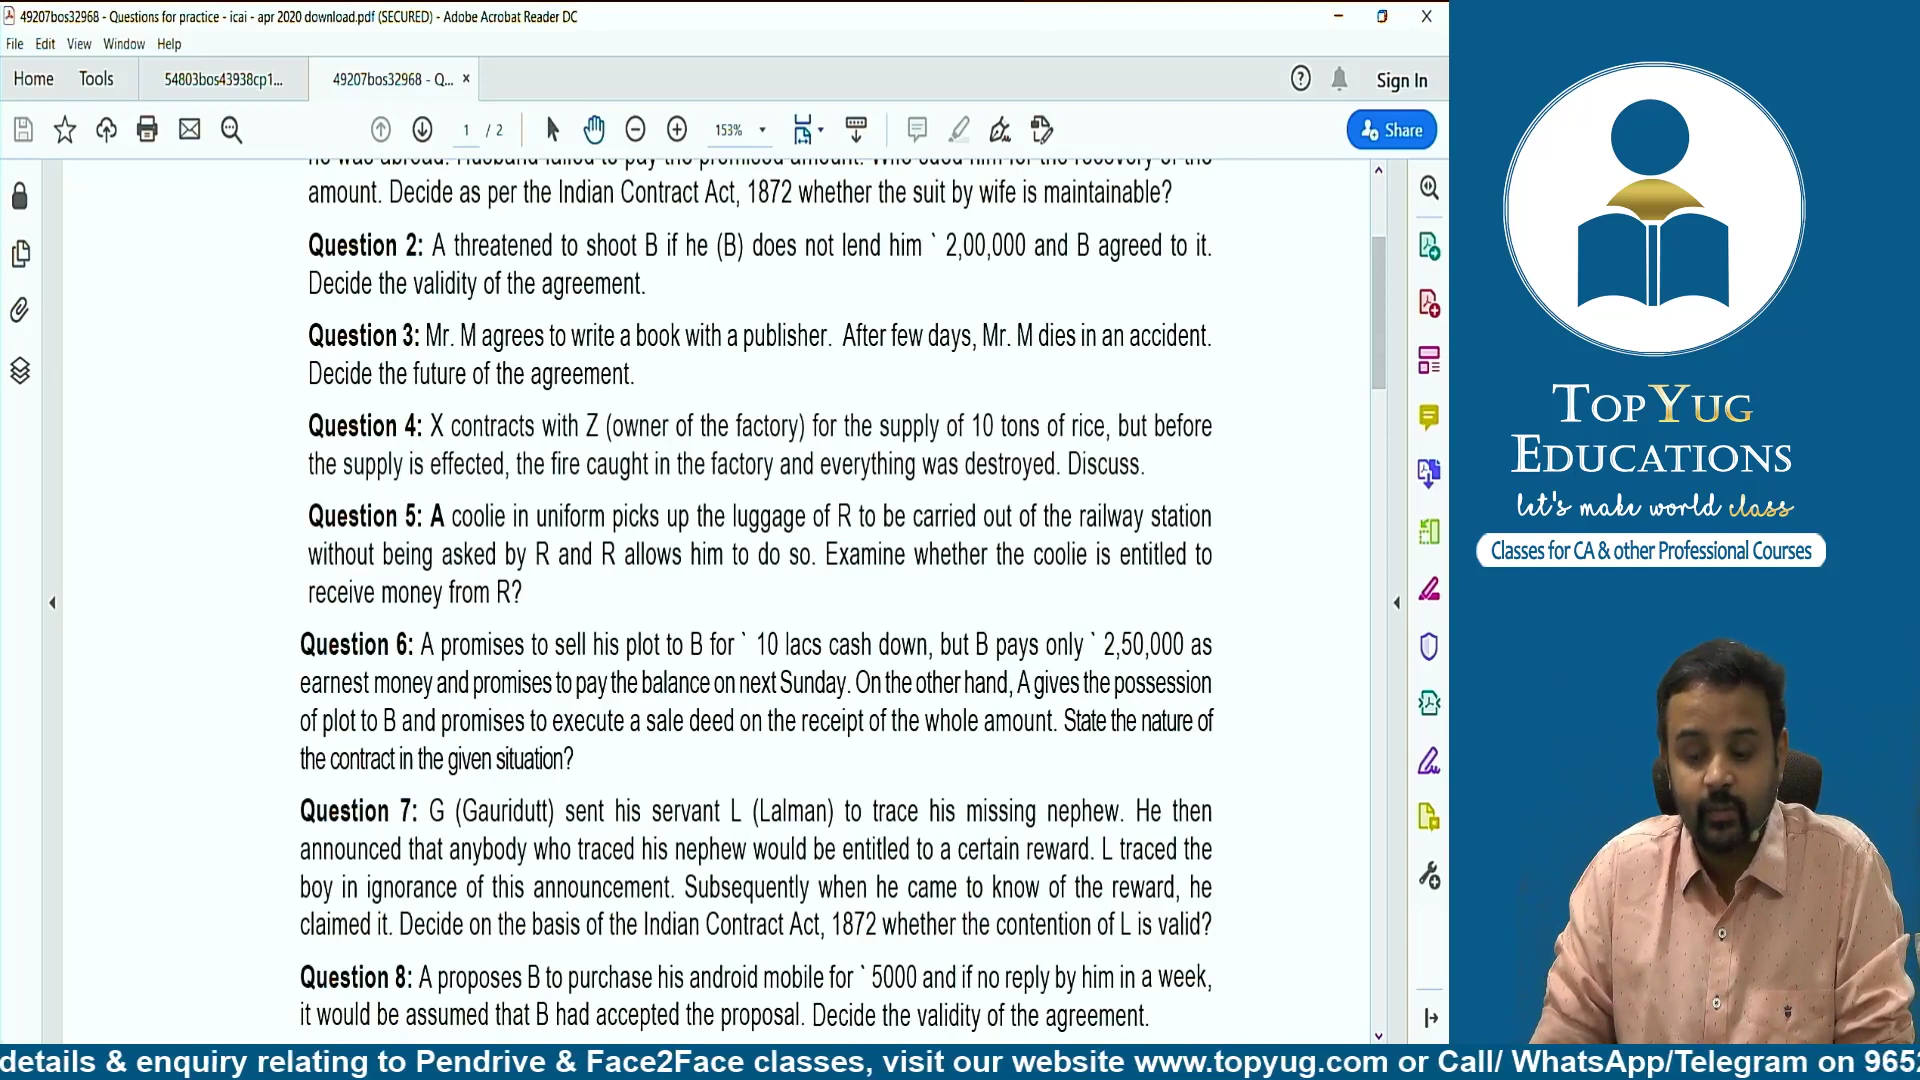 49207bos32968 - Questions for practice - icai - apr 2020 download.pdf (SECURED) - Adobe Acrobat Reader DC
File Edit View Window Help
Home Tools 54803bos43938cp1... 49207bos32968 - Q... × Sign In
1 / 2 153% Share
amount. Decide as per the Indian Contract Act, 1872 whether the suit by wife is maintainable?
Question 2: A threatened to shoot B if he (B) does not lend him ` 2,00,000 and B agreed to it.
Decide the validity of the agreement.
Question 3: Mr. M agrees to write a book with a publisher. After few days, Mr. M dies in an accident.
Decide the future of the agreement.
Question 4: X contracts with Z (owner of the factory) for the supply of 10 tons of rice, but before
the supply is effected, the fire caught in the factory and everything was destroyed. Discuss.
Question 5: A coolie in uniform picks up the luggage of R to be carried out of the railway station
without being asked by R and R allows him to do so. Examine whether the coolie is entitled to
receive money from R?
Question 6: A promises to sell his plot to B for ` 10 lacs cash down, but B pays only ` 2,50,000 as
earnest money and promises to pay the balance on next Sunday. On the other hand, A gives the possession
of plot to B and promises to execute a sale deed on the receipt of the whole amount. State the nature of
the contract in the given situation?
Question 7: G (Gauridutt) sent his servant L (Lalman) to trace his missing nephew. He then
announced that anybody who traced his nephew would be entitled to a certain reward. L traced the
boy in ignorance of this announcement. Subsequently when he came to know of the reward, he
claimed it. Decide on the basis of the Indian Contract Act, 1872 whether the contention of L is valid?
Question 8: A proposes B to purchase his android mobile for ` 5000 and if no reply by him in a week,
it would be assumed that B had accepted the proposal. Decide the validity of the agreement.
TopYug
Educations
let's make world class
Classes for CA & other Professional Courses
details & enquiry relating to Pendrive & Face2Face classes, visit our website www.topyug.com or Call/ WhatsApp/Telegram on 965